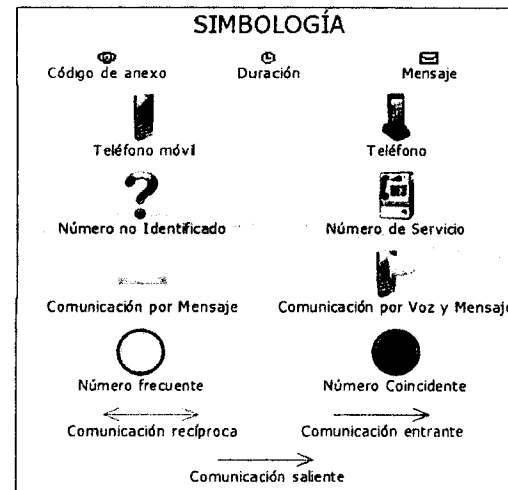 SIMBOLOGÍA
Código de anexo Duración Mensaje
Teléfono móvil Teléfono
Número no Identificado Número de Servicio
Comunicación por Mensaje Comunicación por Voz y Mensaje
Número frecuente Número Coincidente
Comunicación recíproca Comunicación entrante
Comunicación saliente